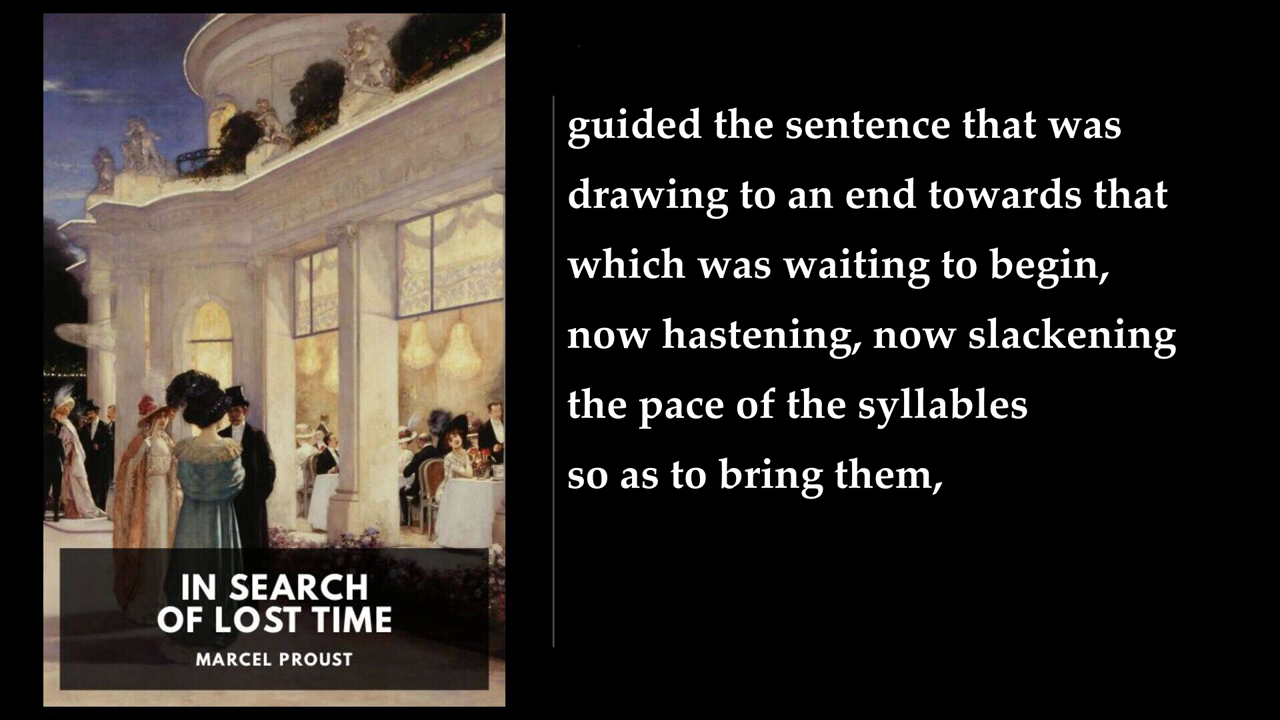 guided the sentence that was
drawing to an end towards that
which was waiting to begin,
now hastening, now slackening
the pace of the syllables
so as to bring them,
IN SEARCH
OF LOST TIME
MARCEL PROUST